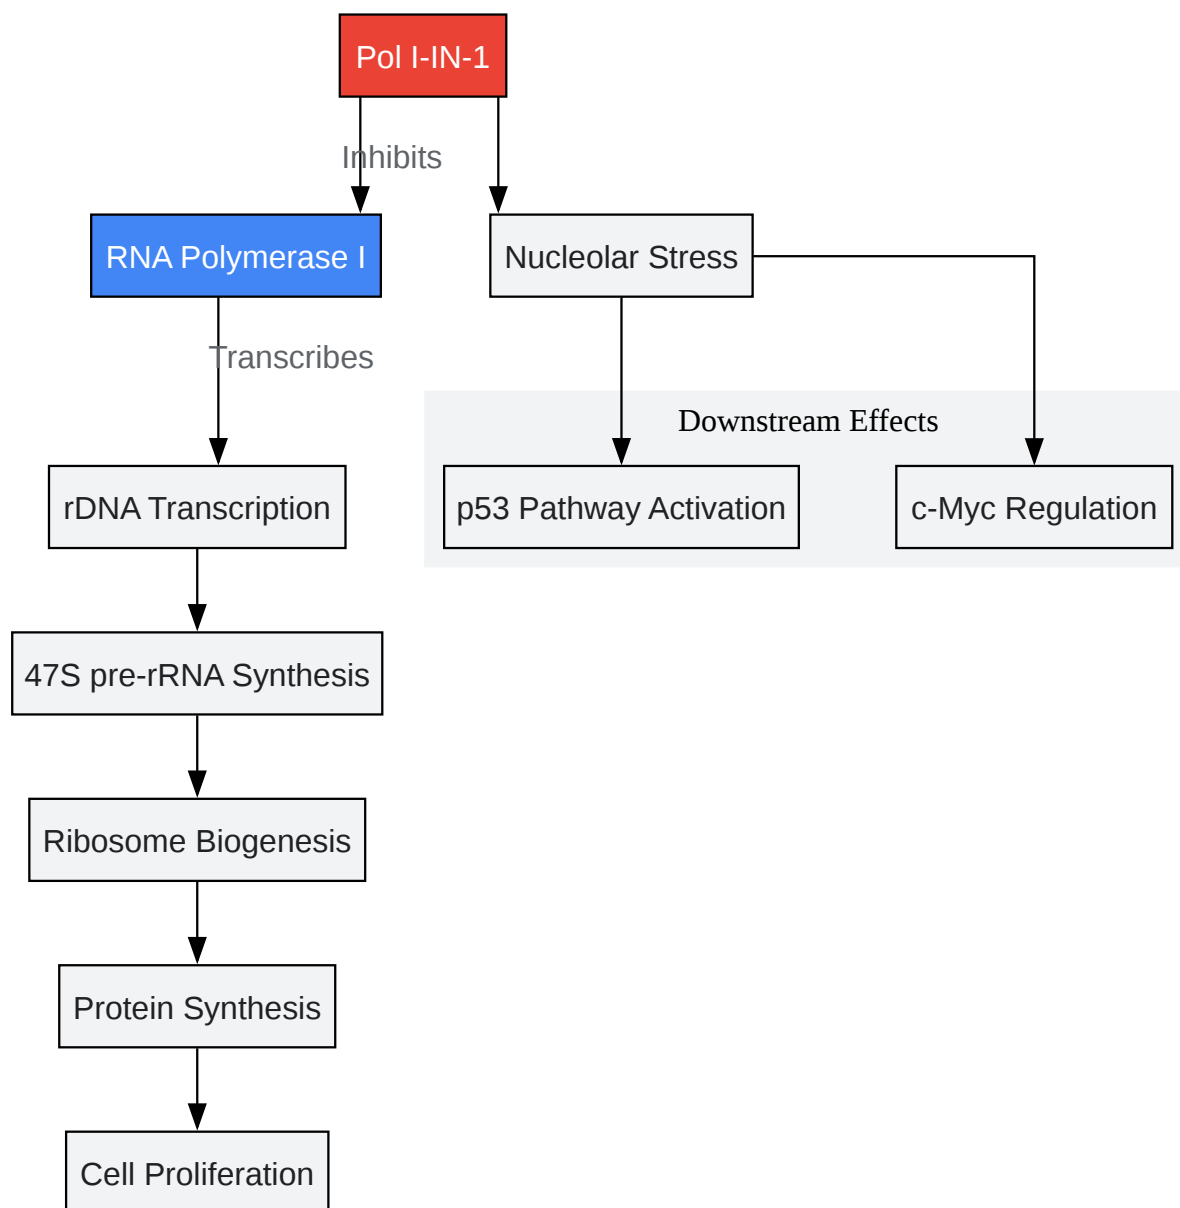 Pol I-IN-1
Inhibits
RNA Polymerase I
Nucleolar Stress
Transcribes
Downstream Effects
rDNA Transcription
p53 Pathway Activation
c-Myc Regulation
47S pre-rRNA Synthesis
Ribosome Biogenesis
Protein Synthesis
Cell Proliferation